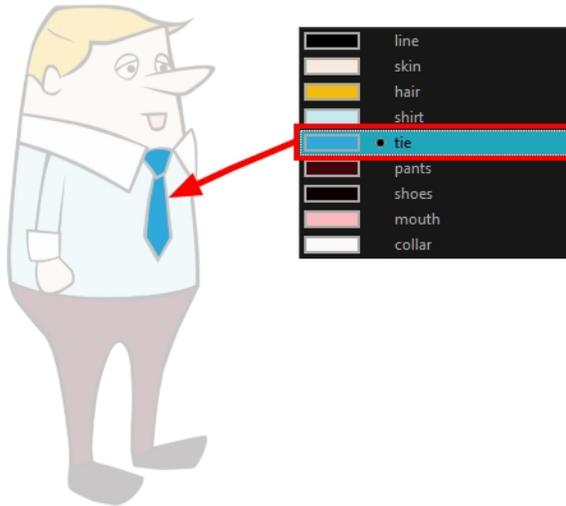 line
skin
hair
shirt
tie
pants
shoes
mouth
collar